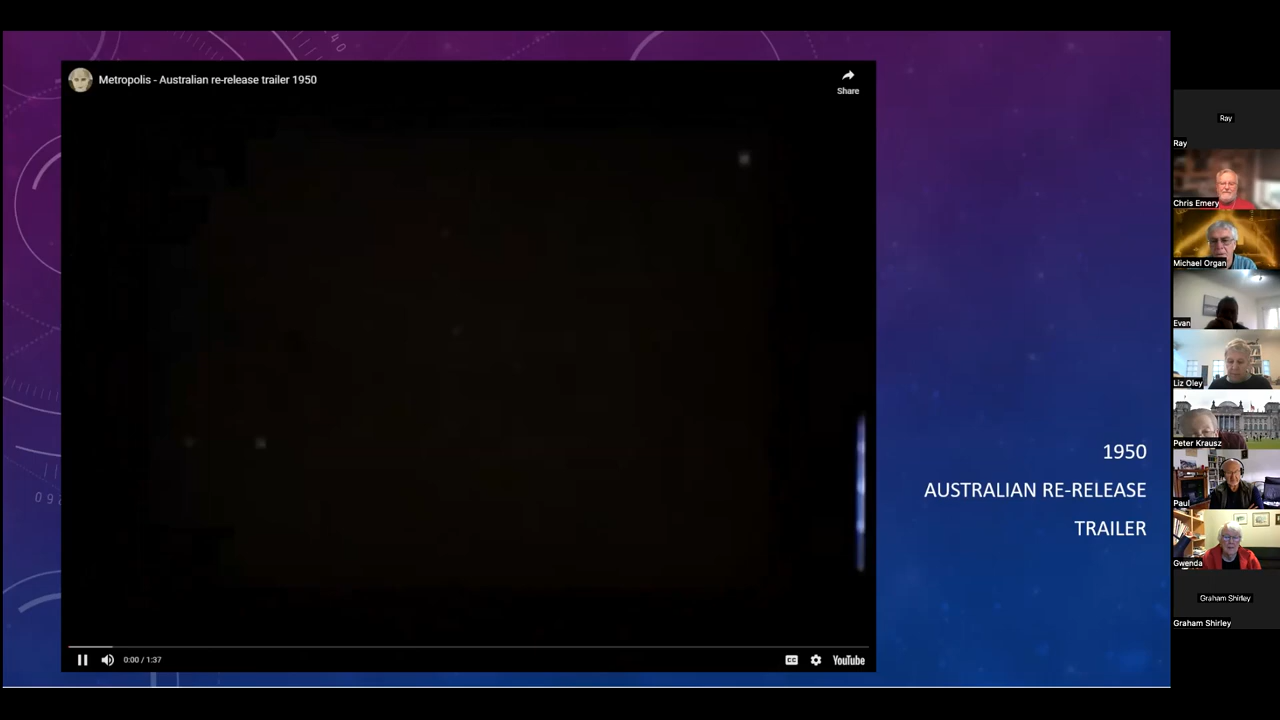 Metropolis - Australian re-release trailer 1950
Share
1950
AUSTRALIAN RE-RELEASE
TRAILER
0:00 / 1:37
CC
YouTube
Ray
Ray
Chris Emery
Michael Organ
Evan
Liz Oley
Peter Krausz
Paul
Gwenda
Graham Shirley
Graham Shirley